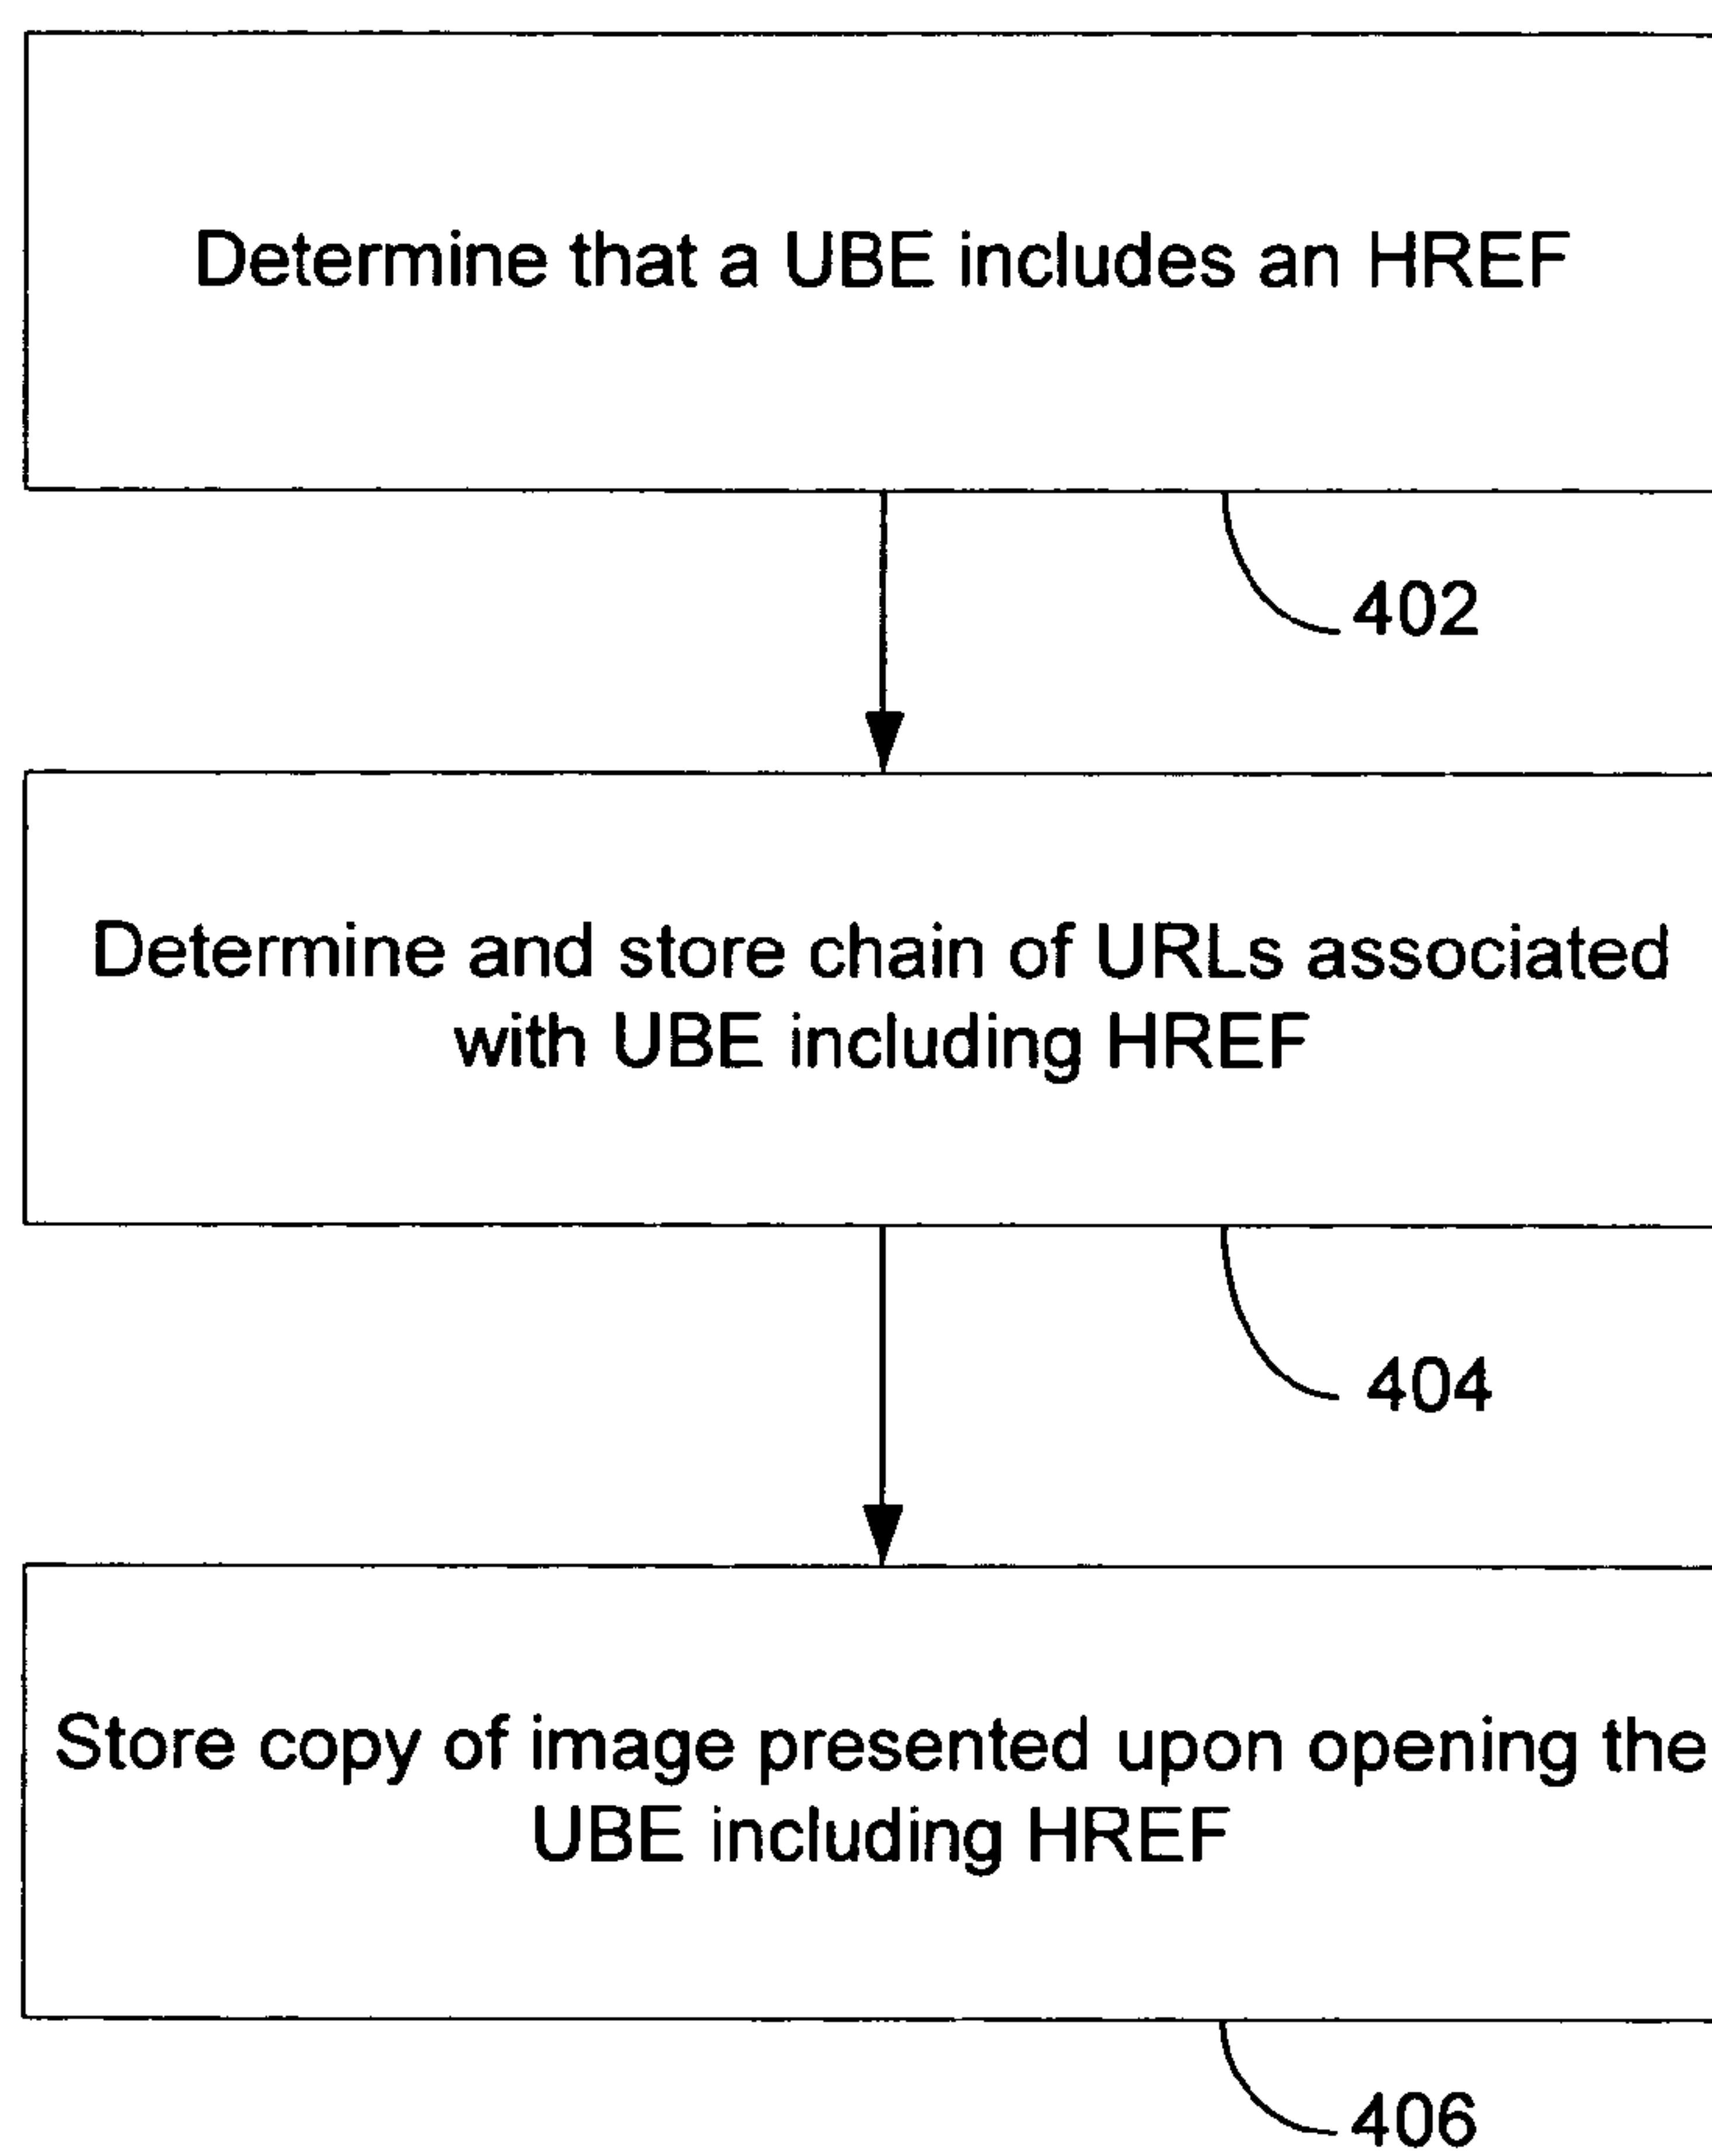 Determine that a UBE includes an HREF
402
Determine and store chain of URLs associated
with UBE including HREF
404
Store copy of image presented upon opening the
UBE including HREF
406